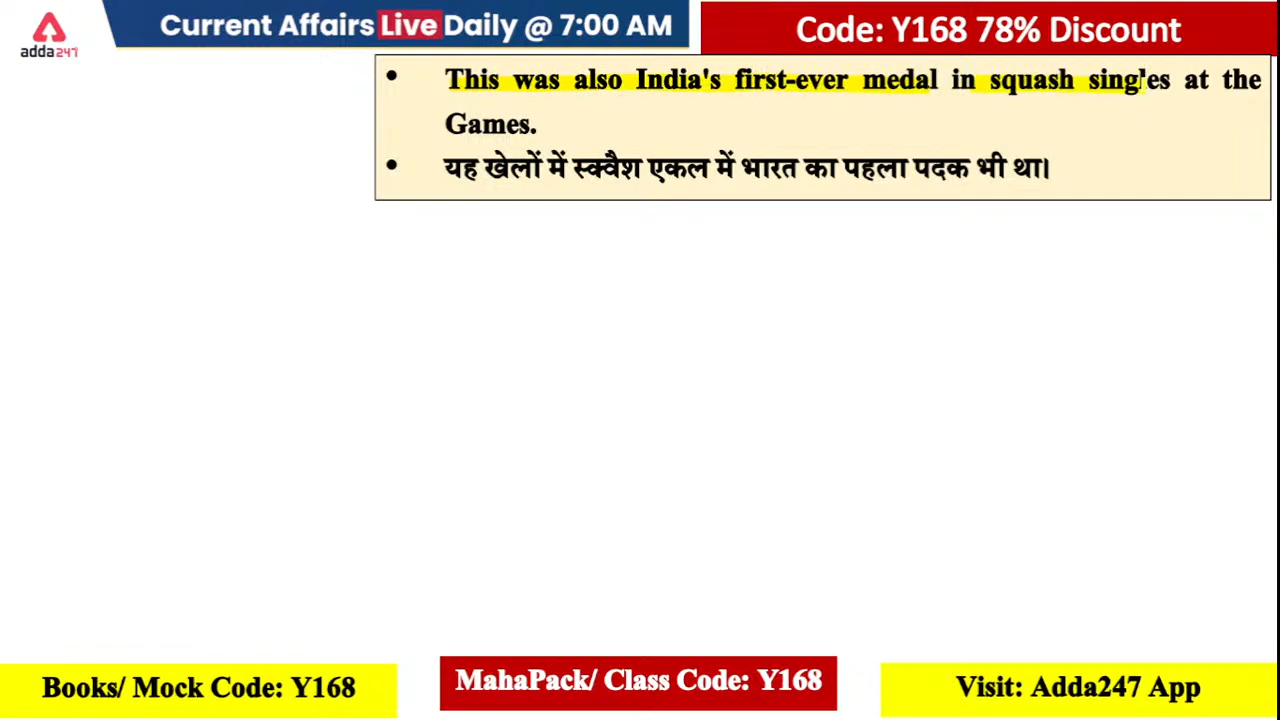 adda247
Current Affairs Live Daily @ 7:00 AM
Code: Y168 78% Discount
• This was also India's first-ever medal in squash singles at the
Games.
• यह खेलों में स्क्वैश एकल में भारत का पहला पदक भी था।
Books/ Mock Code: Y168
MahaPack/ Class Code: Y168
Visit: Adda247 App